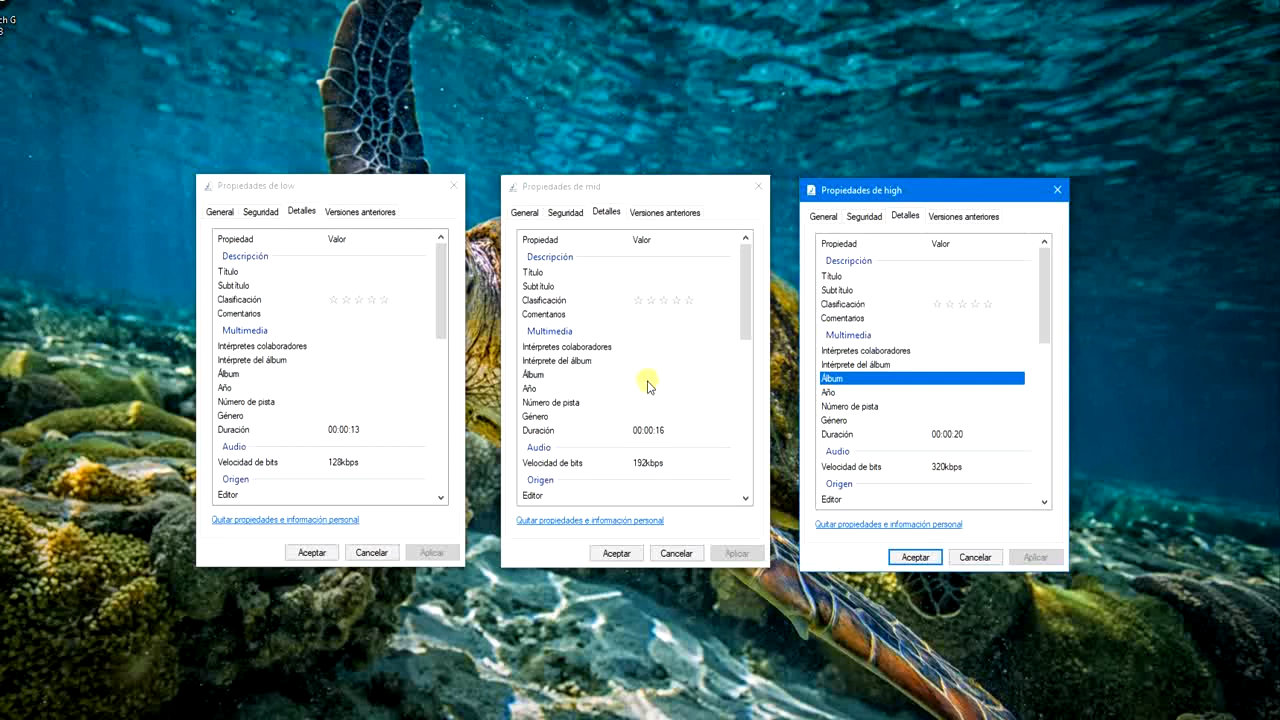 ch G
8
Propiedades de low
General Seguridad Detalles Versiones anteriores
Propiedad Valor
Descripción
Título
Subtítulo
Clasificación ☆ ☆ ☆ ☆ ☆
Comentarios
Multimedia
Intérpretes colaboradores
Intérprete del álbum
Álbum
Año
Número de pista
Género
Duración 00:00:13
Audio
Velocidad de bits 128kbps
Origen
Editor
Quitar propiedades e información personal
Aceptar Cancelar Aplicar
Propiedades de mid
General Seguridad Detalles Versiones anteriores
Propiedad Valor
Descripción
Título
Subtítulo
Clasificación ☆ ☆ ☆ ☆ ☆
Comentarios
Multimedia
Intérpretes colaboradores
Intérprete del álbum
Álbum
Año
Número de pista
Género
Duración 00:00:16
Audio
Velocidad de bits 192kbps
Origen
Editor
Quitar propiedades e información personal
Aceptar Cancelar Aplicar
Propiedades de high
General Seguridad Detalles Versiones anteriores
Propiedad Valor
Descripción
Título
Subtítulo
Clasificación ☆ ☆ ☆ ☆ ☆
Comentarios
Multimedia
Intérpretes colaboradores
Intérprete del álbum
Álbum
Año
Número de pista
Género
Duración 00:00:20
Audio
Velocidad de bits 320kbps
Origen
Editor
Quitar propiedades e información personal
Aceptar Cancelar Aplicar